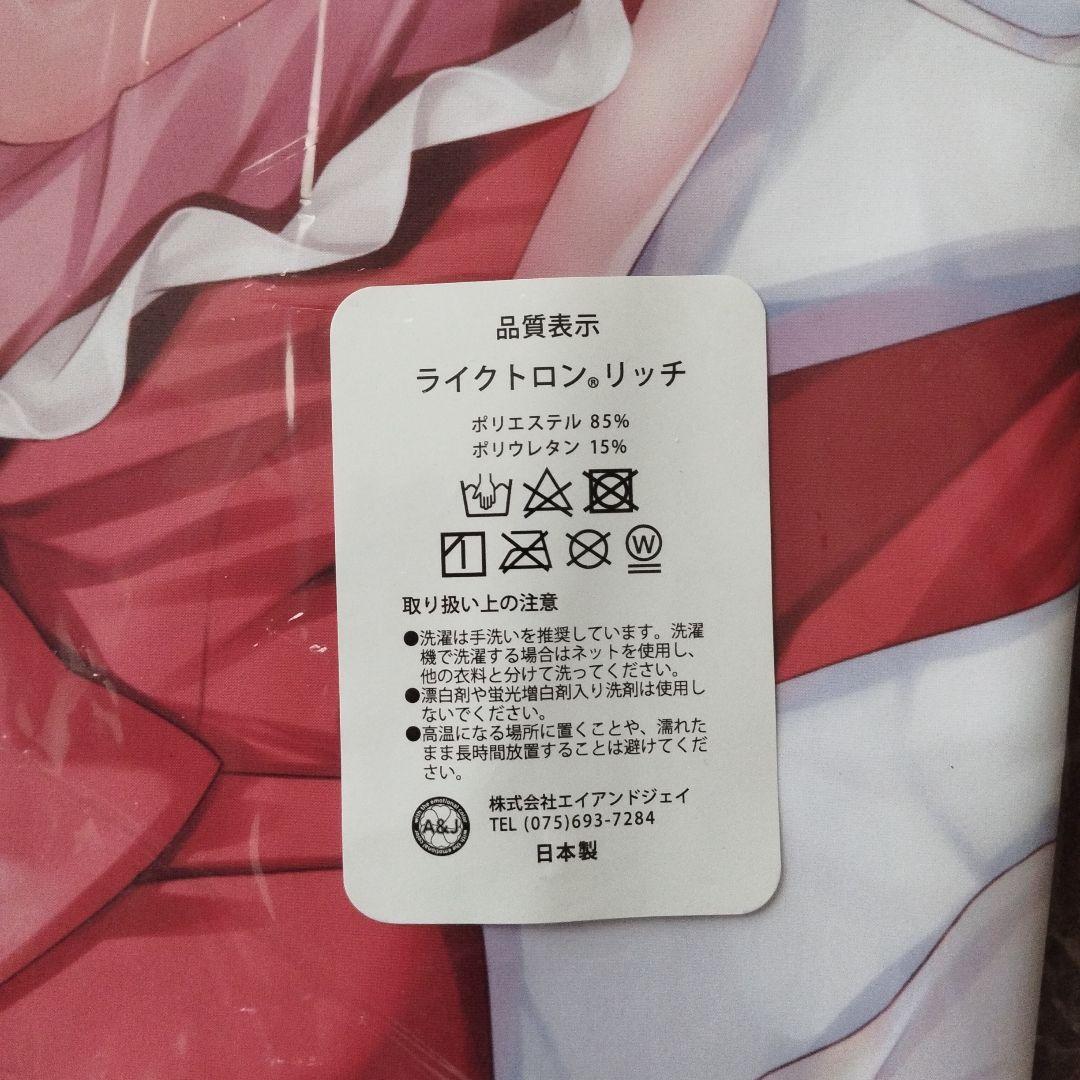 品質表示
ライクトロン®リッチ
ポリエステル 85%
ポリウレタン 15%
W
取り扱い上の注意
●洗濯は手洗いを推奨しています。洗濯
機で洗濯する場合はネットを使用し、
他の衣料と分けて洗ってください。
●漂白剤や蛍光増白剤入り洗剤は使用し
ないでください。
●高温になる場所に置くことや、濡れた
まま長時間放置することは避けてくだ
さい。
with the emotional color
A&J
with the emotional color
株式会社エイアンドジェイ
TEL (075)693-7284
日本製